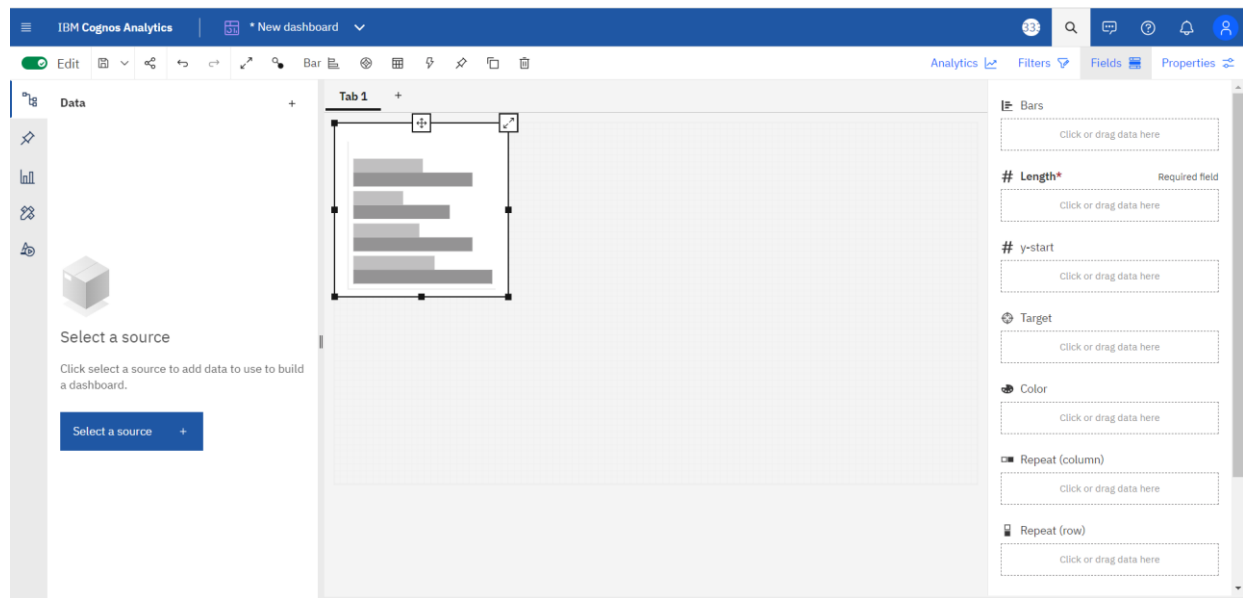 IBM Cognos Analytics
* New dashboard
333
Edit
Bar
Analytics
Filters
Fields
Properties
Data
+
Tab 1
+
Select a source
Click select a source to add data to use to build
a dashboard.
Select a source +
Bars
Click or drag data here
# Length* Required field
Click or drag data here
# y-start
Click or drag data here
Target
Click or drag data here
Color
Click or drag data here
Repeat (column)
Click or drag data here
Repeat (row)
Click or drag data here